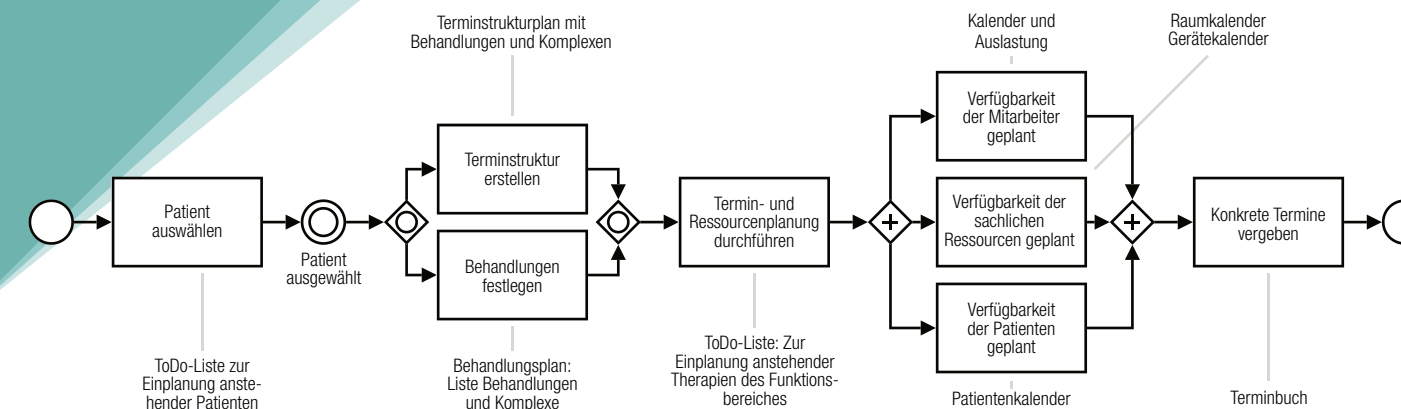 Terminstrukturplan mit
Behandlungen und Komplexen
Kalender und
Auslastung
Raumkalender
Gerätekalender
Patient
auswählen
Patient
ausgewählt
Terminstruktur
erstellen
Behandlungen
festlegen
Termin- und
Ressourcenplanung
durchführen
Verfügbarkeit
der Mitarbeiter
geplant
Verfügbarkeit der
sachlichen
Ressourcen geplant
Verfügbarkeit
der Patienten
geplant
Konkrete Termine
vergeben
ToDo-Liste zur
Einplanung anste-
hender Patienten
Behandlungsplan:
Liste Behandlungen
und Komplexe
ToDo-Liste: Zur
Einplanung anstehender
Therapien des Funktions-
bereiches
Patientenkalender
Terminbuch